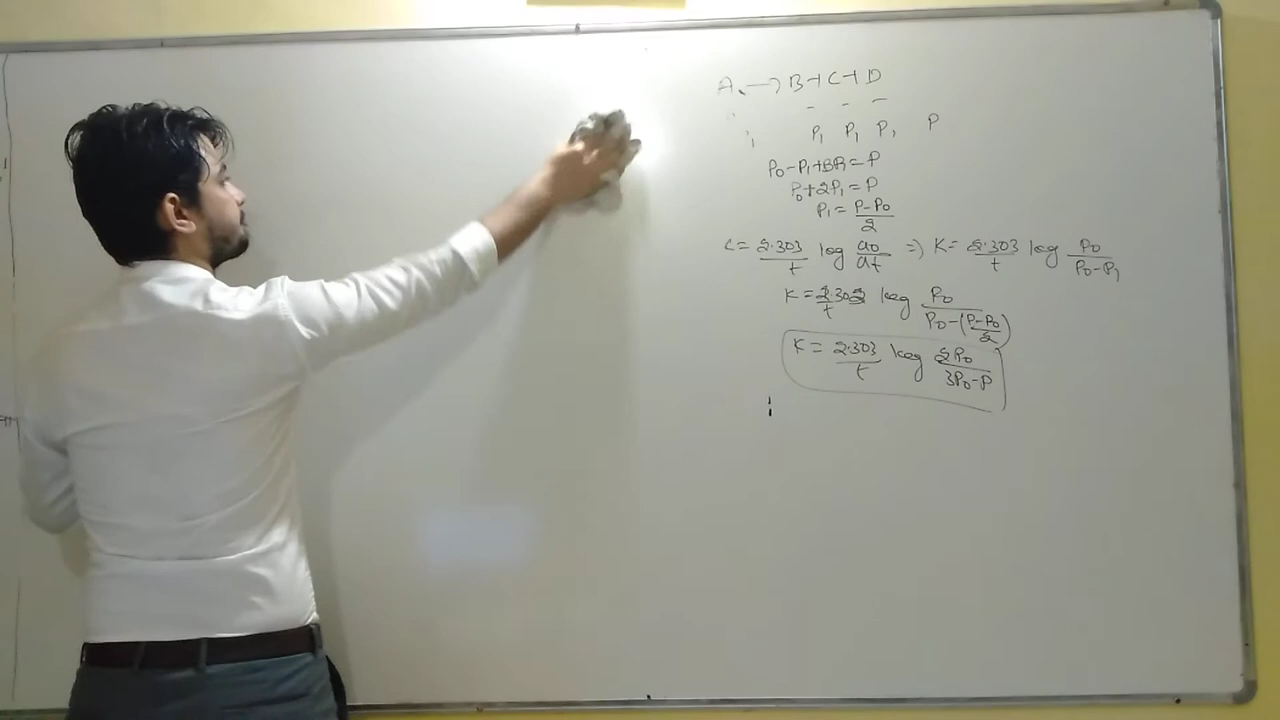 A → B + C + D
- - -
P₁ P₁ P₁ P
P₀-P₁+3P₁=P
P₀+2P₁=P
P₁ = (P-P₀)/2
K = 2.303/t log a₀/at ⇒ K = 2.303/t log P₀/(P₀-P₁)
K = 2.303/t log P₀/(P₀-((P-P₀)/2))
K = 2.303/t log 2P₀/(3P₀-P)